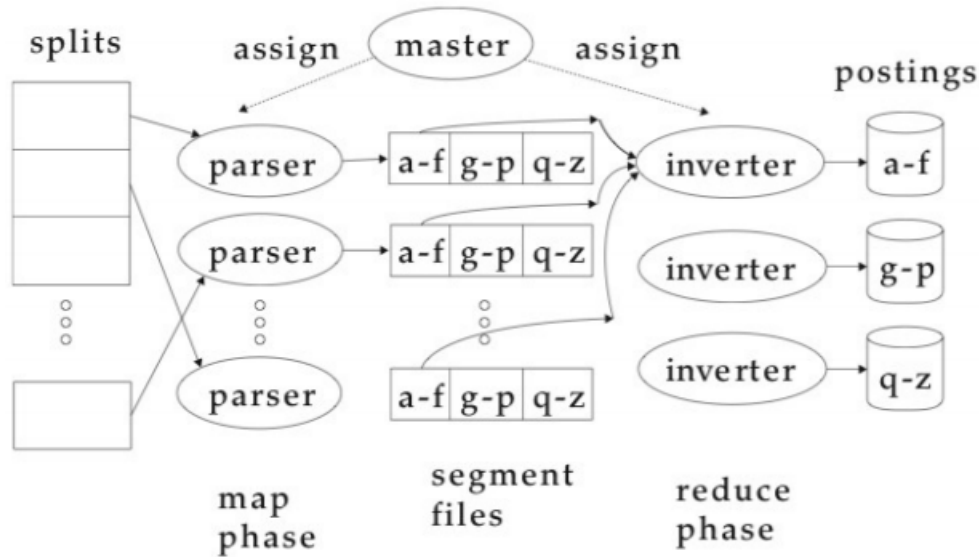 splits
assign
master
assign
postings
parser
a-f g-p q-z
inverter
a-f
parser
a-f g-p q-z
inverter
g-p
parser
a-f g-p q-z
inverter
q-z
map
phase
segment
files
reduce
phase